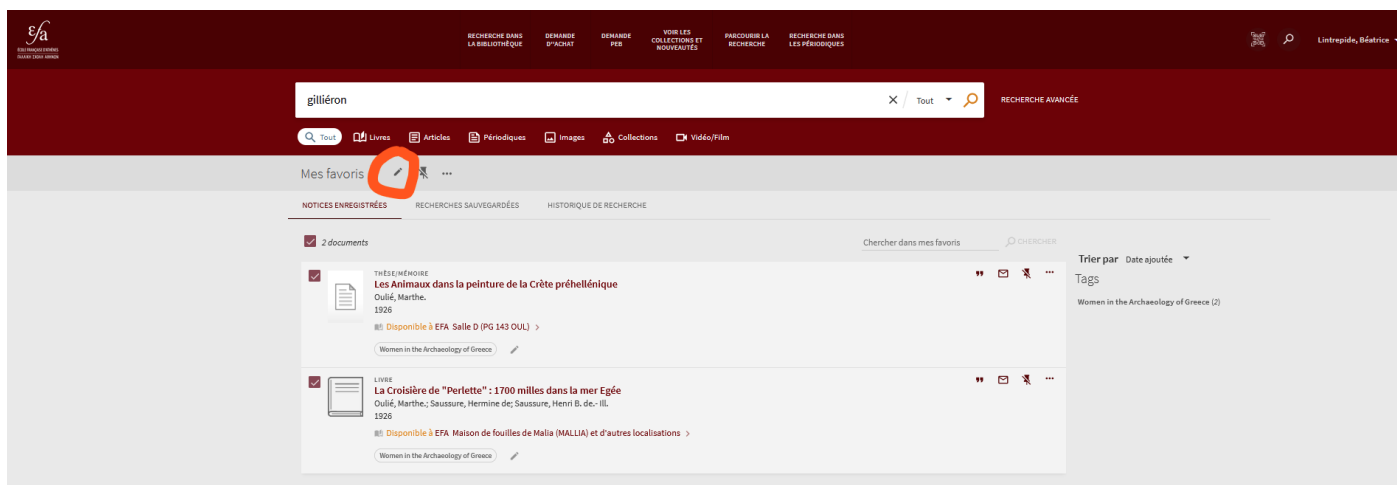 εfa
ÉCOLE FRANÇAISE D'ATHÈNES
RECHERCHE DANS LA BIBLIOTHÈQUE
DEMANDE D"ACHAT
DEMANDE PEB
VOIR LES COLLECTIONS ET NOUVEAUTÉS
PARCOURIR LA RECHERCHE
RECHERCHE DANS LES PÉRIODIQUES
Lintrepide, Béatrice
gilliéron
Tout
RECHERCHE AVANCÉE
Tout Livres Articles Périodiques Images Collections Vidéo/Film
Mes favoris
NOTICES ENREGISTRÉES RECHERCHES SAUVEGARDÉES HISTORIQUE DE RECHERCHE
2 documents
Chercher dans mes favoris
CHERCHER
Trier par Date ajoutée
Tags
Women in the Archaeology of Greece (2)
THÈSE/MÉMOIRE
Les Animaux dans la peinture de la Crète préhellénique
Oulié, Marthe.
1926
Disponible à EFA Salle D (PG 143 OUL) >
Women in the Archaeology of Greece
LIVRE
La Croisière de "Perlette" : 1700 milles dans la mer Egée
Oulié, Marthe.; Saussure, Hermine de; Saussure, Henri B. de.- Ill.
1926
Disponible à EFA Maison de fouilles de Malia (MALLIA) et d'autres localisations >
Women in the Archaeology of Greece